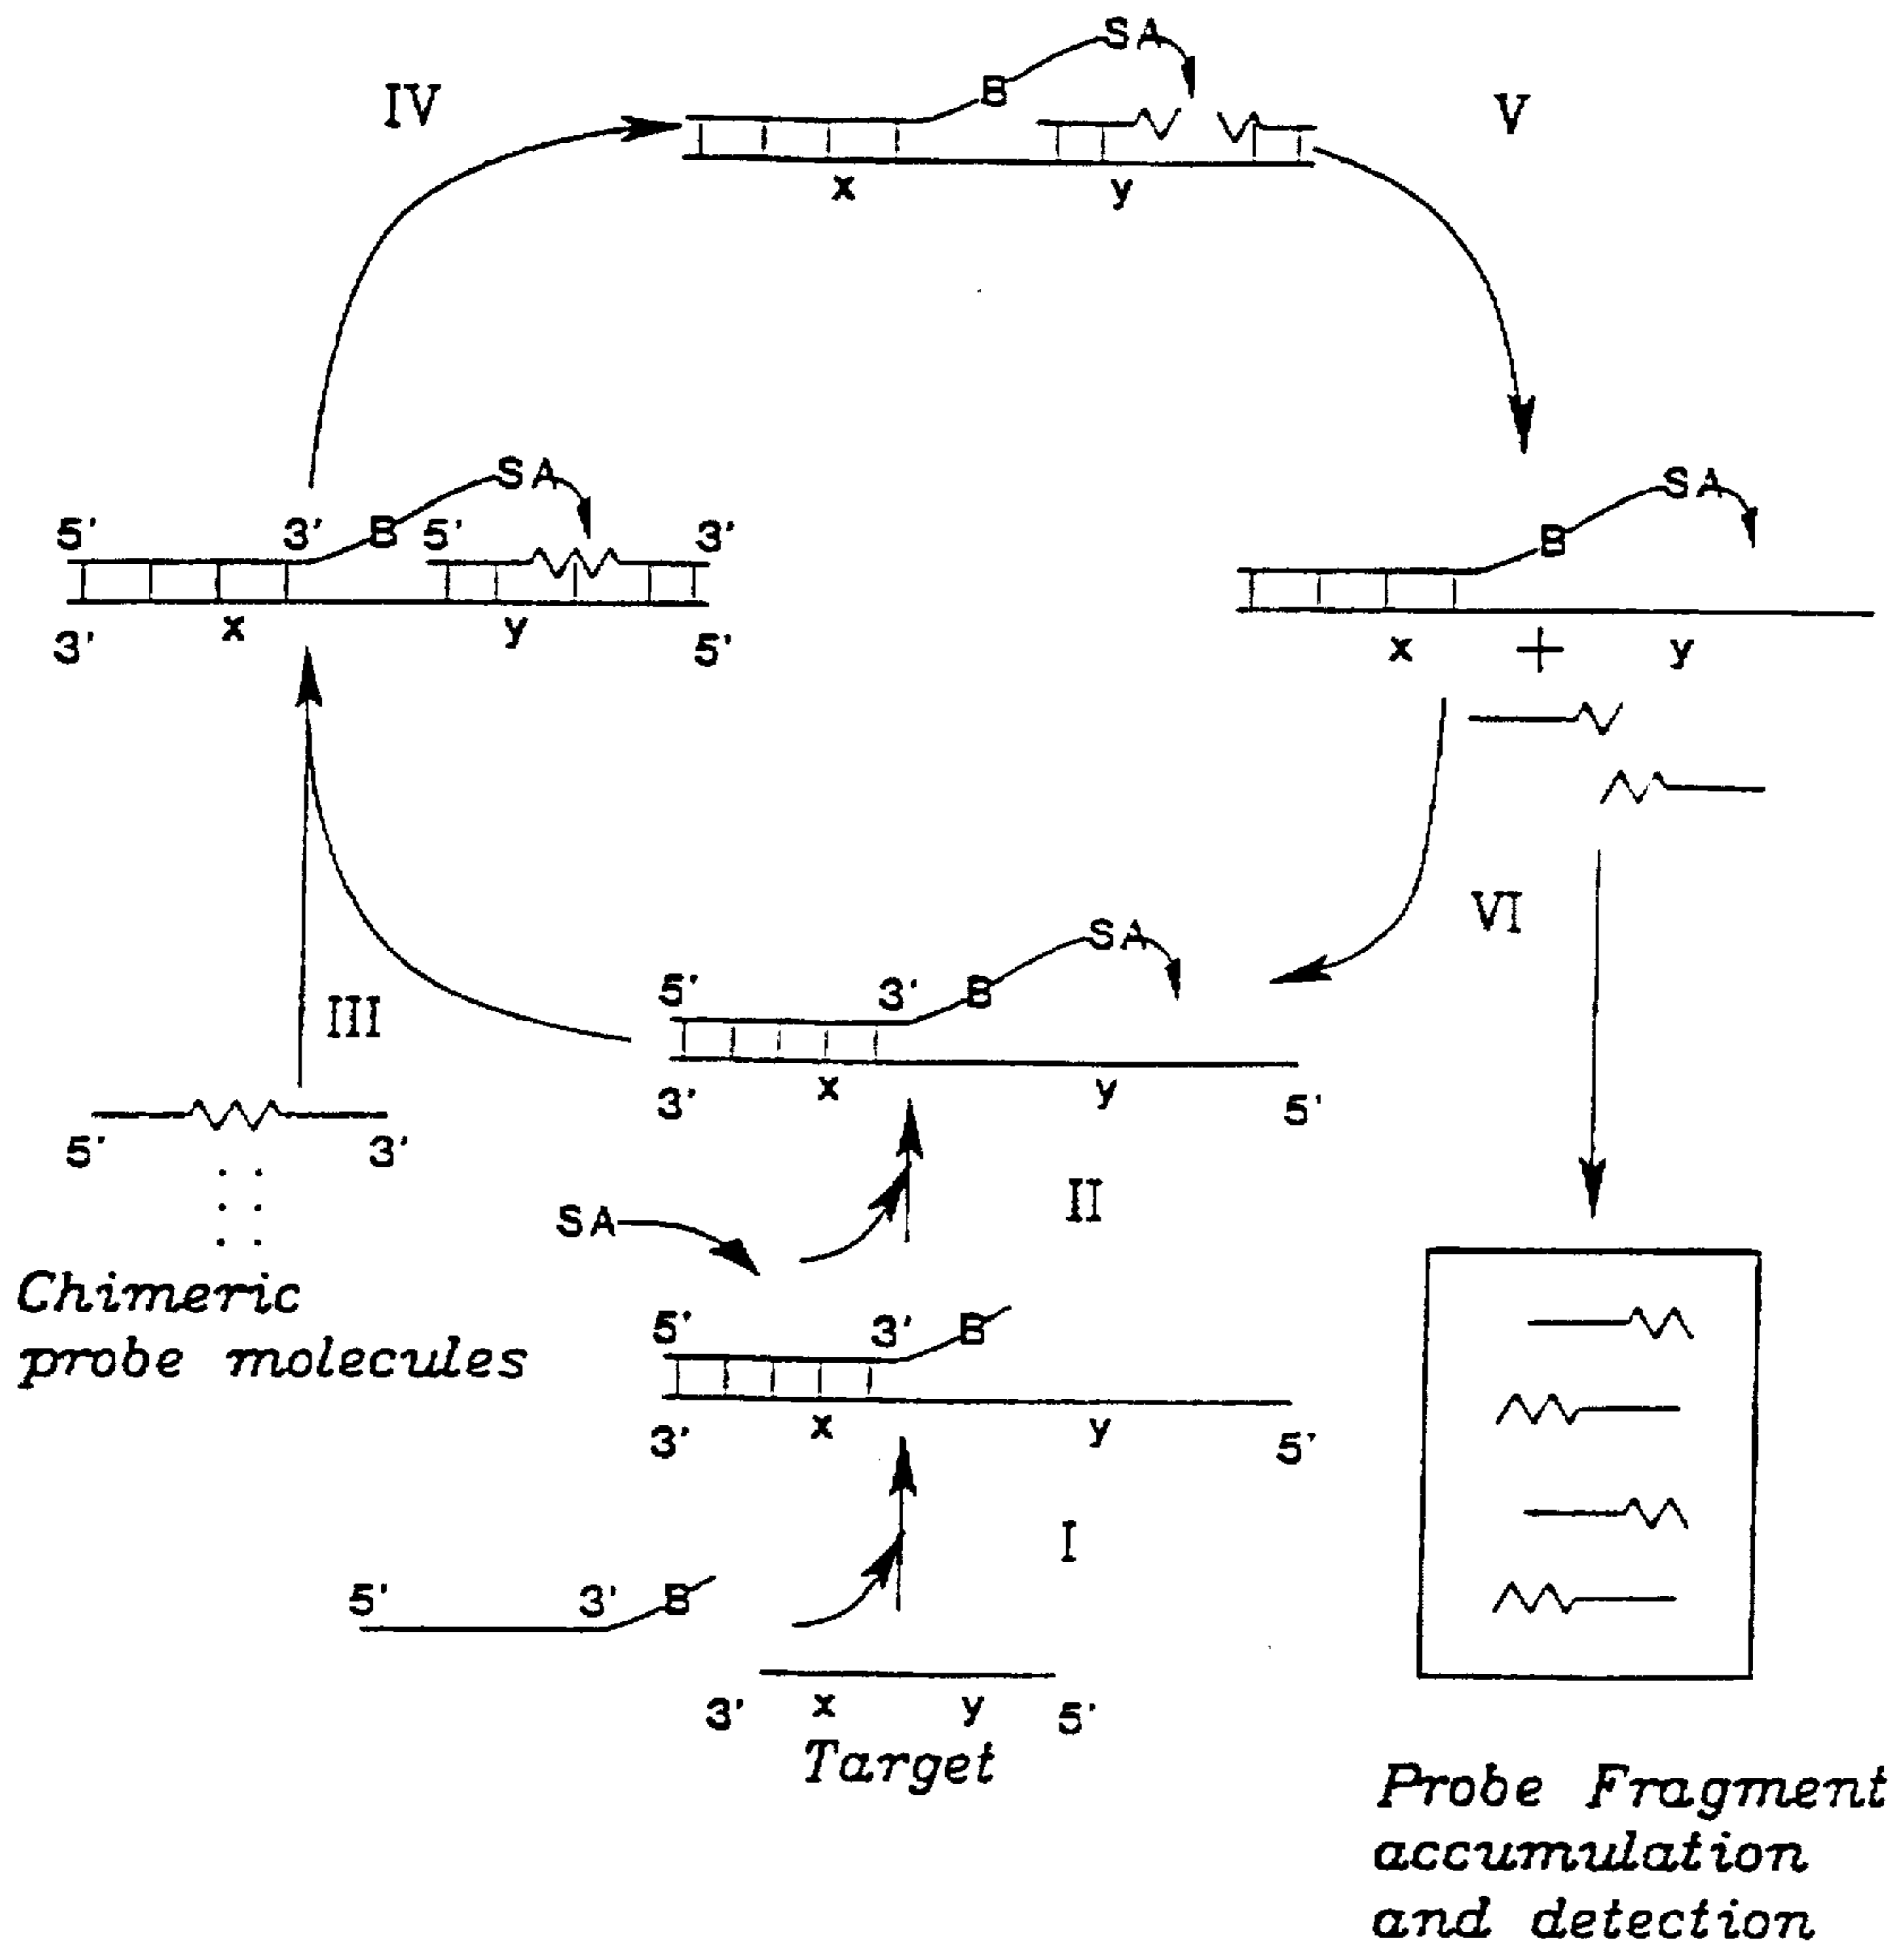 SA
IV
B
V
x y
SA
5' 3' B 5' 3'
x y
3' 5'
SA
B
x + y
VI
SA
5' 3' B
III
x y
3' 5'
5' 3'
SA
II
Chimeric
probe molecules
5' 3' B
x y
3' 5'
I
5' 3' B
3' x y 5'
Target
Probe Fragment
accumulation
and detection